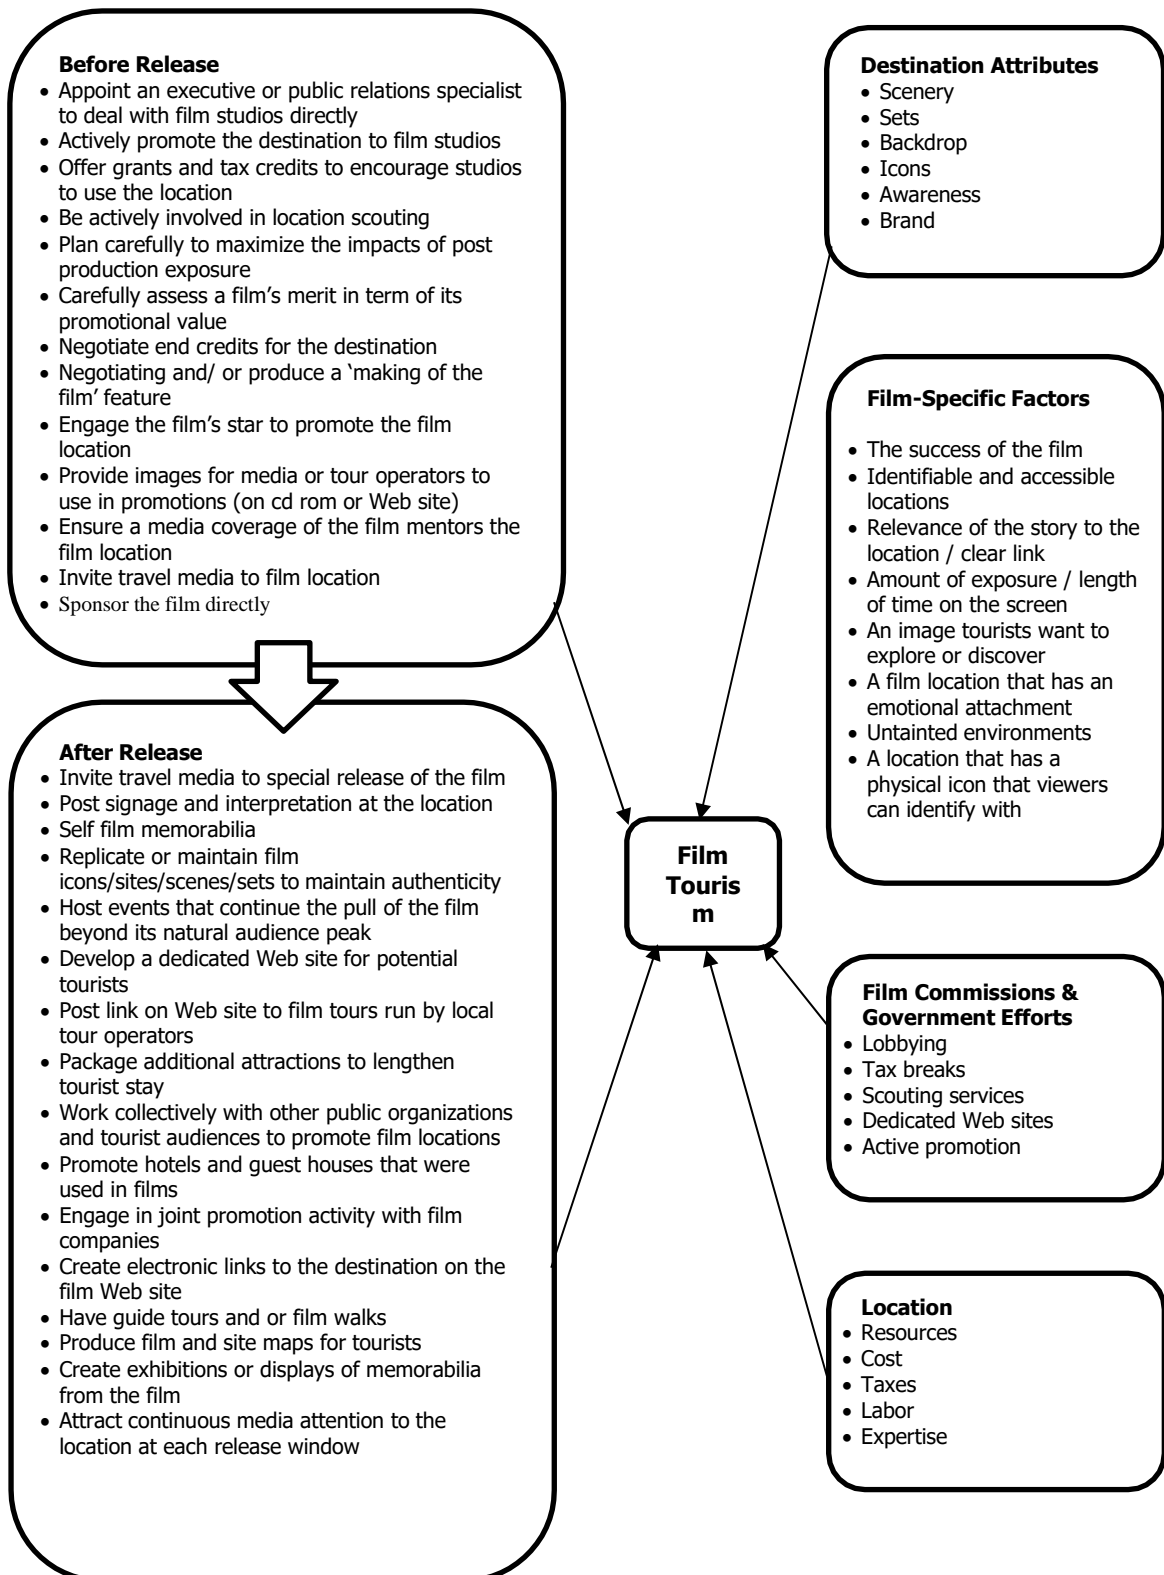 Before Release
• Appoint an executive or public relations specialist
to deal with film studios directly
• Actively promote the destination to film studios
• Offer grants and tax credits to encourage studios
to use the location
• Be actively involved in location scouting
• Plan carefully to maximize the impacts of post
production exposure
• Carefully assess a film’s merit in term of its
promotional value
• Negotiate end credits for the destination
• Negotiating and/ or produce a ‘making of the
film’ feature
• Engage the film’s star to promote the film
location
• Provide images for media or tour operators to
use in promotions (on cd rom or Web site)
• Ensure a media coverage of the film mentors the
film location
• Invite travel media to film location
• Sponsor the film directly
After Release
• Invite travel media to special release of the film
• Post signage and interpretation at the location
• Self film memorabilia
• Replicate or maintain film
icons/sites/scenes/sets to maintain authenticity
• Host events that continue the pull of the film
beyond its natural audience peak
• Develop a dedicated Web site for potential
tourists
• Post link on Web site to film tours run by local
tour operators
• Package additional attractions to lengthen
tourist stay
• Work collectively with other public organizations
and tourist audiences to promote film locations
• Promote hotels and guest houses that were
used in films
• Engage in joint promotion activity with film
companies
• Create electronic links to the destination on the
film Web site
• Have guide tours and or film walks
• Produce film and site maps for tourists
• Create exhibitions or displays of memorabilia
from the film
• Attract continuous media attention to the
location at each release window
Film
Touris
m
Destination Attributes
• Scenery
• Sets
• Backdrop
• Icons
• Awareness
• Brand
Film-Specific Factors
• The success of the film
• Identifiable and accessible
locations
• Relevance of the story to the
location / clear link
• Amount of exposure / length
of time on the screen
• An image tourists want to
explore or discover
• A film location that has an
emotional attachment
• Untainted environments
• A location that has a
physical icon that viewers
can identify with
Film Commissions &
Government Efforts
• Lobbying
• Tax breaks
• Scouting services
• Dedicated Web sites
• Active promotion
Location
• Resources
• Cost
• Taxes
• Labor
• Expertise